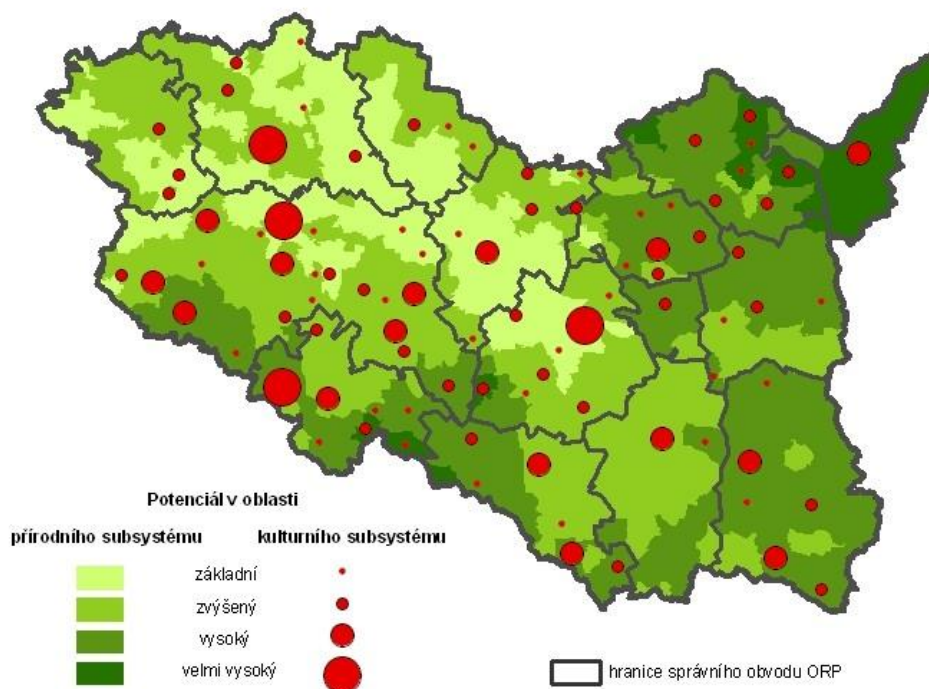 Potenciál v oblasti
přírodního subsystému kulturního subsystému
základní
zvýšený
vysoký
velmi vysoký
hranice správního obvodu ORP